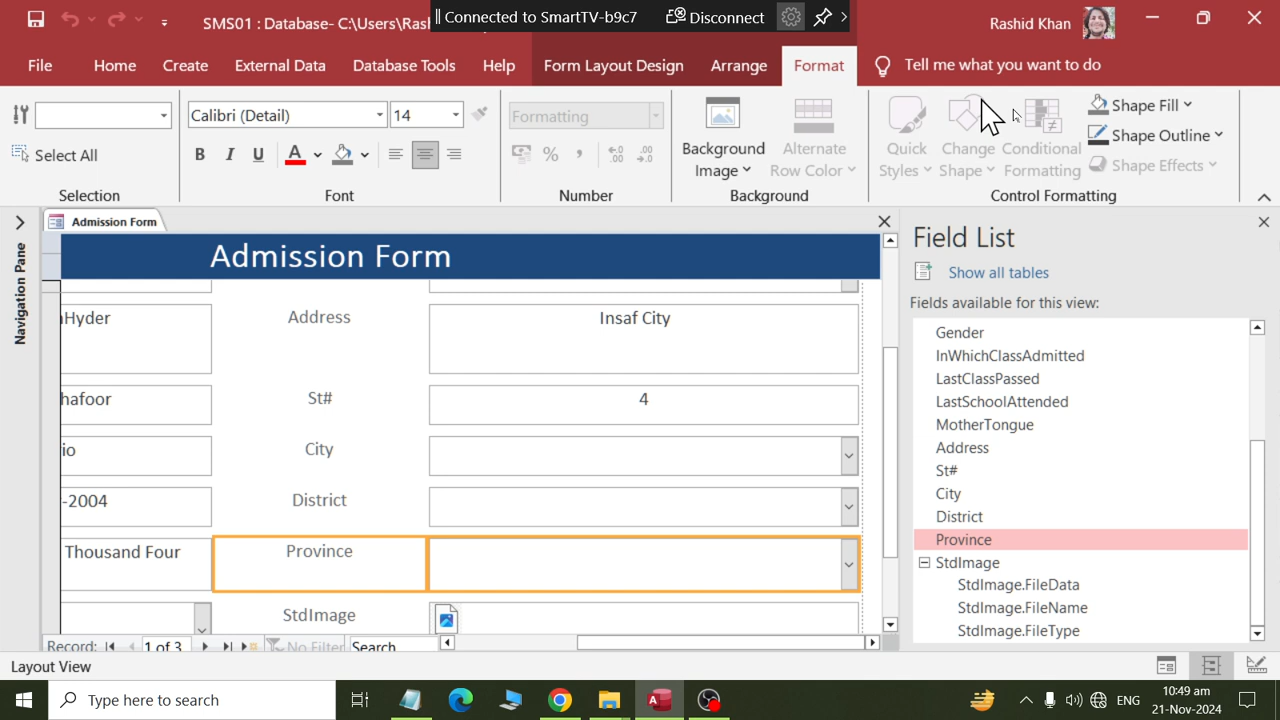 SMS01 : Database- C:\Users\Ras
Connected to SmartTV-b9c7
Disconnect
Rashid Khan
File
Home
Create
External Data
Database Tools
Help
Form Layout Design
Arrange
Format
Tell me what you want to do
Select All
Selection
Calibri (Detail)
14
B
I
U
A
Font
Formatting
%
Number
Background
Image
Alternate
Row Color
Background
Quick
Styles
Change
Shape
Conditional
Formatting
Shape Fill
Shape Outline
Shape Effects
Control Formatting
Navigation Pane
Admission Form
Admission Form
Hyder
Address
Insaf City
hafoor
St#
4
io
City
-2004
District
Thousand Four
Province
StdImage
Record:
1 of 3
No Filter
Search
Field List
Show all tables
Fields available for this view:
Gender
InWhichClassAdmitted
LastClassPassed
LastSchoolAttended
MotherTongue
Address
St#
City
District
Province
StdImage
StdImage.FileData
StdImage.FileName
StdImage.FileType
Layout View
Type here to search
ENG
10:49 am
21-Nov-2024